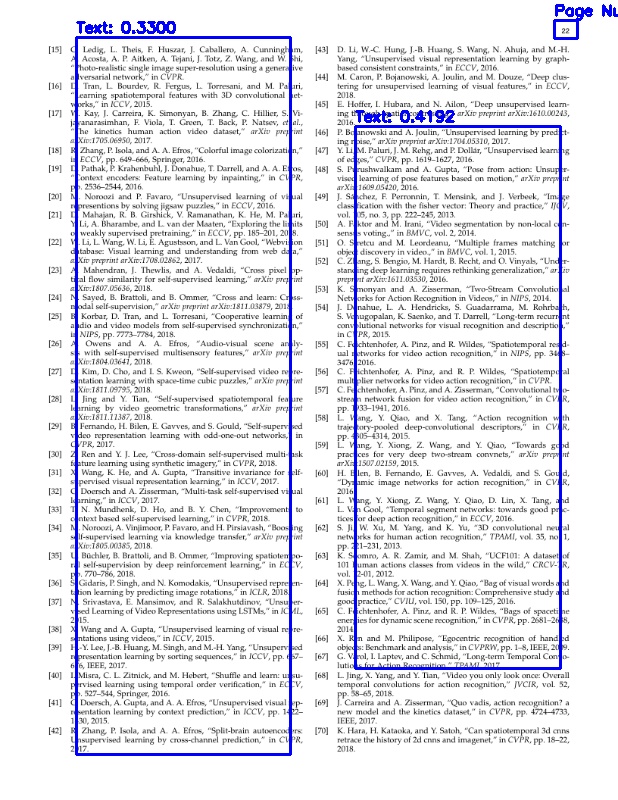 Page Nu
22
Text: 0.3300
[15] C. Ledig, L. Theis, F. Huszar, J. Caballero, A. Cunningham,
A. Acosta, A. P. Aitken, A. Tejani, J. Totz, Z. Wang, and W. Shi,
"Photo-realistic single image super-resolution using a generative
adversarial network," in CVPR.
[16] D. Tran, L. Bourdev, R. Fergus, L. Torresani, and M. Paluri,
"Learning spatiotemporal features with 3D convolutional networks," in ICCV, 2015.
[17] W. Kay, J. Carreira, K. Simonyan, B. Zhang, C. Hillier, S. Vijayanarasimhan, F. Viola, T. Green, T. Back, P. Natsev, et al.,
"The kinetics human action video dataset," arXiv preprint
arXiv:1705.06950, 2017.
[18] R. Zhang, P. Isola, and A. A. Efros, "Colorful image colorization,"
in ECCV, pp. 649–666, Springer, 2016.
[19] D. Pathak, P. Krahenbuhl, J. Donahue, T. Darrell, and A. A. Efros,
"Context encoders: Feature learning by inpainting," in CVPR,
pp. 2536–2544, 2016.
[20] M. Noroozi and P. Favaro, "Unsupervised learning of visual
representions by solving jigsaw puzzles," in ECCV, 2016.
[21] D. Mahajan, R. B. Girshick, V. Ramanathan, K. He, M. Paluri,
Y. Li, A. Bharambe, and L. van der Maaten, "Exploring the limits
of weakly supervised pretraining," in ECCV, pp. 185–201, 2018.
[22] W. Li, L. Wang, W. Li, E. Agustsson, and L. Van Gool, "Webvision
database: Visual learning and understanding from web data,"
arXiv:1708.02862, 2017.
[23] A. Mahendran, J. Thewlis, and A. Vedaldi, "Cross pixel optical flow similarity for self-supervised learning," arXiv preprint
arXiv:1807.05636, 2018.
[24] N. Sayed, B. Brattoli, and B. Ommer, "Cross and learn: Cross-
modal self-supervision," arXiv preprint arXiv:1811.03879, 2018.
[25] B. Korbar, D. Tran, and L. Torresani, "Cooperative learning of
audio and video models from self-supervised synchronization,"
in NIPS, pp. 7773–7784, 2018.
[26] A. Owens and A. A. Efros, "Audio-visual scene analysis with self-supervised multisensory features," arXiv preprint
arXiv:1804.03641, 2018.
[27] D. Kim, D. Cho, and I. S. Kweon, "Self-supervised video representation learning with space-time cubic puzzles," arXiv preprint
arXiv:1811.09795, 2018.
[28] L. Jing and Y. Tian, "Self-supervised spatiotemporal feature
learning by video geometric transformations," arXiv preprint
arXiv:1811.11387, 2018.
[29] B. Fernando, H. Bilen, E. Gavves, and S. Gould, "Self-supervised
video representation learning with odd-one-out networks," in
CVPR, 2017.
[30] Z. Ren and Y. J. Lee, "Cross-domain self-supervised multi-task
feature learning using synthetic imagery," in CVPR, 2018.
[31] X. Wang, K. He, and A. Gupta, "Transitive invariance for self-
supervised visual representation learning," in ICCV, 2017.
[32] C. Doersch and A. Zisserman, "Multi-task self-supervised visual
learning," in ICCV, 2017.
[33] T. N. Mundhenk, D. Ho, and B. Y. Chen, "Improvements to
context based self-supervised learning," in CVPR, 2018.
[34] M. Noroozi, A. Vinjimoor, P. Favaro, and H. Pirsiavash, "Boosting
self-supervised learning via knowledge transfer," arXiv preprint
arXiv:1805.00385, 2018.
[35] U. Büchler, B. Brattoli, and B. Ommer, "Improving spatiotemporal self-supervision by deep reinforcement learning," in ECCV,
pp. 770–786, 2018.
[36] S. Gidaris, P. Singh, and N. Komodakis, "Unsupervised representation learning by predicting image rotations," in ICLR, 2018.
[37] N. Srivastava, E. Mansimov, and R. Salakhutdinov, "Unsupervised Learning of Video Representations using LSTMs," in ICML,
2015.
[38] X. Wang and A. Gupta, "Unsupervised learning of visual representations using videos," in ICCV, 2015.
[39] H.-Y. Lee, J.-B. Huang, M. Singh, and M.-H. Yang, "Unsupervised
representation learning by sorting sequences," in ICCV, pp. 667–
676, IEEE, 2017.
[40] I. Misra, C. L. Zitnick, and M. Hebert, "Shuffle and learn: unsupervised learning using temporal order verification," in ECCV,
pp. 527–544, Springer, 2016.
[41] C. Doersch, A. Gupta, and A. A. Efros, "Unsupervised visual representation learning by context prediction," in ICCV, pp. 1422–
1430, 2015.
[42] R. Zhang, P. Isola, and A. A. Efros, "Split-brain autoencoders:
Unsupervised learning by cross-channel prediction," in CVPR,
2017.
[43] D. Li, W.-C. Hung, J.-B. Huang, S. Wang, N. Ahuja, and M.-H.
Yang, "Unsupervised visual representation learning by graph-
based consistent constraints," in ECCV, 2016.
[44] M. Caron, P. Bojanowski, A. Joulin, and M. Douze, "Deep clustering for unsupervised learning of visual features," in ECCV,
2018.
[45] E. Hoffer, I. Hubara, and N. Ailon, "Deep unsupervised learning through spatial contrasting," arXiv preprint arXiv:1610.00243,
2016.
Text: 0.4192
[46] P. Bojanowski and A. Joulin, "Unsupervised learning by predicting noise," arXiv preprint arXiv:1704.05310, 2017.
[47] Y. Li, M. Paluri, J. M. Rehg, and P. Dollár, "Unsupervised learning
of edges," CVPR, pp. 1619–1627, 2016.
[48] S. Purushwalkam and A. Gupta, "Pose from action: Unsupervised learning of pose features based on motion," arXiv preprint
arXiv:1609.05420, 2016.
[49] J. Sánchez, F. Perronnin, T. Mensink, and J. Verbeek, "Image
classification with the fisher vector: Theory and practice," IJCV,
vol. 105, no. 3, pp. 222–245, 2013.
[50] A. Faktor and M. Irani, "Video segmentation by non-local consensus voting.," in BMVC, vol. 2, 2014.
[51] O. Stretcu and M. Leordeanu, "Multiple frames matching for
object discovery in video.," in BMVC, vol. 1, 2015.
[52] C. Zhang, S. Bengio, M. Hardt, B. Recht, and O. Vinyals, "Understanding deep learning requires rethinking generalization," arXiv
preprint arXiv:1611.03530, 2016.
[53] K. Simonyan and A. Zisserman, "Two-Stream Convolutional
Networks for Action Recognition in Videos," in NIPS, 2014.
[54] J. Donahue, L. A. Hendricks, S. Guadarrama, M. Rohrbach,
S. Venugopalan, K. Saenko, and T. Darrell, "Long-term recurrent
convolutional networks for visual recognition and description,"
in CVPR, 2015.
[55] C. Feichtenhofer, A. Pinz, and R. Wildes, "Spatiotemporal residual networks for video action recognition," in NIPS, pp. 3468–
3476, 2016.
[56] C. Feichtenhofer, A. Pinz, and R. P. Wildes, "Spatiotemporal
multiplier networks for video action recognition," in CVPR.
[57] C. Feichtenhofer, A. Pinz, and A. Zisserman, "Convolutional two-
stream network fusion for video action recognition," in CVPR,
pp. 1933–1941, 2016.
[58] L. Wang, Y. Qiao, and X. Tang, "Action recognition with
trajectory-pooled deep-convolutional descriptors," in CVPR,
pp. 4305–4314, 2015.
[59] L. Wang, Y. Xiong, Z. Wang, and Y. Qiao, "Towards good
practices for very deep two-stream convnets," arXiv preprint
arXiv:1507.02159, 2015.
[60] H. Bilen, B. Fernando, E. Gavves, A. Vedaldi, and S. Gould,
"Dynamic image networks for action recognition," in CVPR,
2016.
[61] L. Wang, Y. Xiong, Z. Wang, Y. Qiao, D. Lin, X. Tang, and
L. Van Gool, "Temporal segment networks: towards good practices for deep action recognition," in ECCV, 2016.
[62] S. Ji, W. Xu, M. Yang, and K. Yu, "3D convolutional neural
networks for human action recognition," TPAMI, vol. 35, no. 1,
pp. 221–231, 2013.
[63] K. Soomro, A. R. Zamir, and M. Shah, "UCF101: A dataset of
101 human actions classes from videos in the wild," CRCV-TR,
vol. 12-01, 2012.
[64] X. Peng, L. Wang, X. Wang, and Y. Qiao, "Bag of visual words and
fusion methods for action recognition: Comprehensive study and
good practice," CVIU, vol. 150, pp. 109–125, 2016.
[65] C. Feichtenhofer, A. Pinz, and R. P. Wildes, "Bags of spacetime
energies for dynamic scene recognition," in CVPR, pp. 2681–2688,
2014.
[66] X. Ren and M. Philipose, "Egocentric recognition of handled
objects: Benchmark and analysis," in CVPRW, pp. 1–8, IEEE, 2009.
[67] G. Varol, I. Laptev, and C. Schmid, "Long-term Temporal Convolutions for Action Recognition," TPAMI, 2017.
[68] L. Jing, X. Yang, and Y. Tian, "Video you only look once: Overall
temporal convolutions for action recognition," JVCIR, vol. 52,
pp. 58–65, 2018.
[69] J. Carreira and A. Zisserman, "Quo vadis, action recognition? a
new model and the kinetics dataset," in CVPR, pp. 4724–4733,
IEEE, 2017.
[70] K. Hara, H. Kataoka, and Y. Satoh, "Can spatiotemporal 3d cnns
retrace the history of 2d cnns and imagenet," in CVPR, pp. 18–22,
2018.